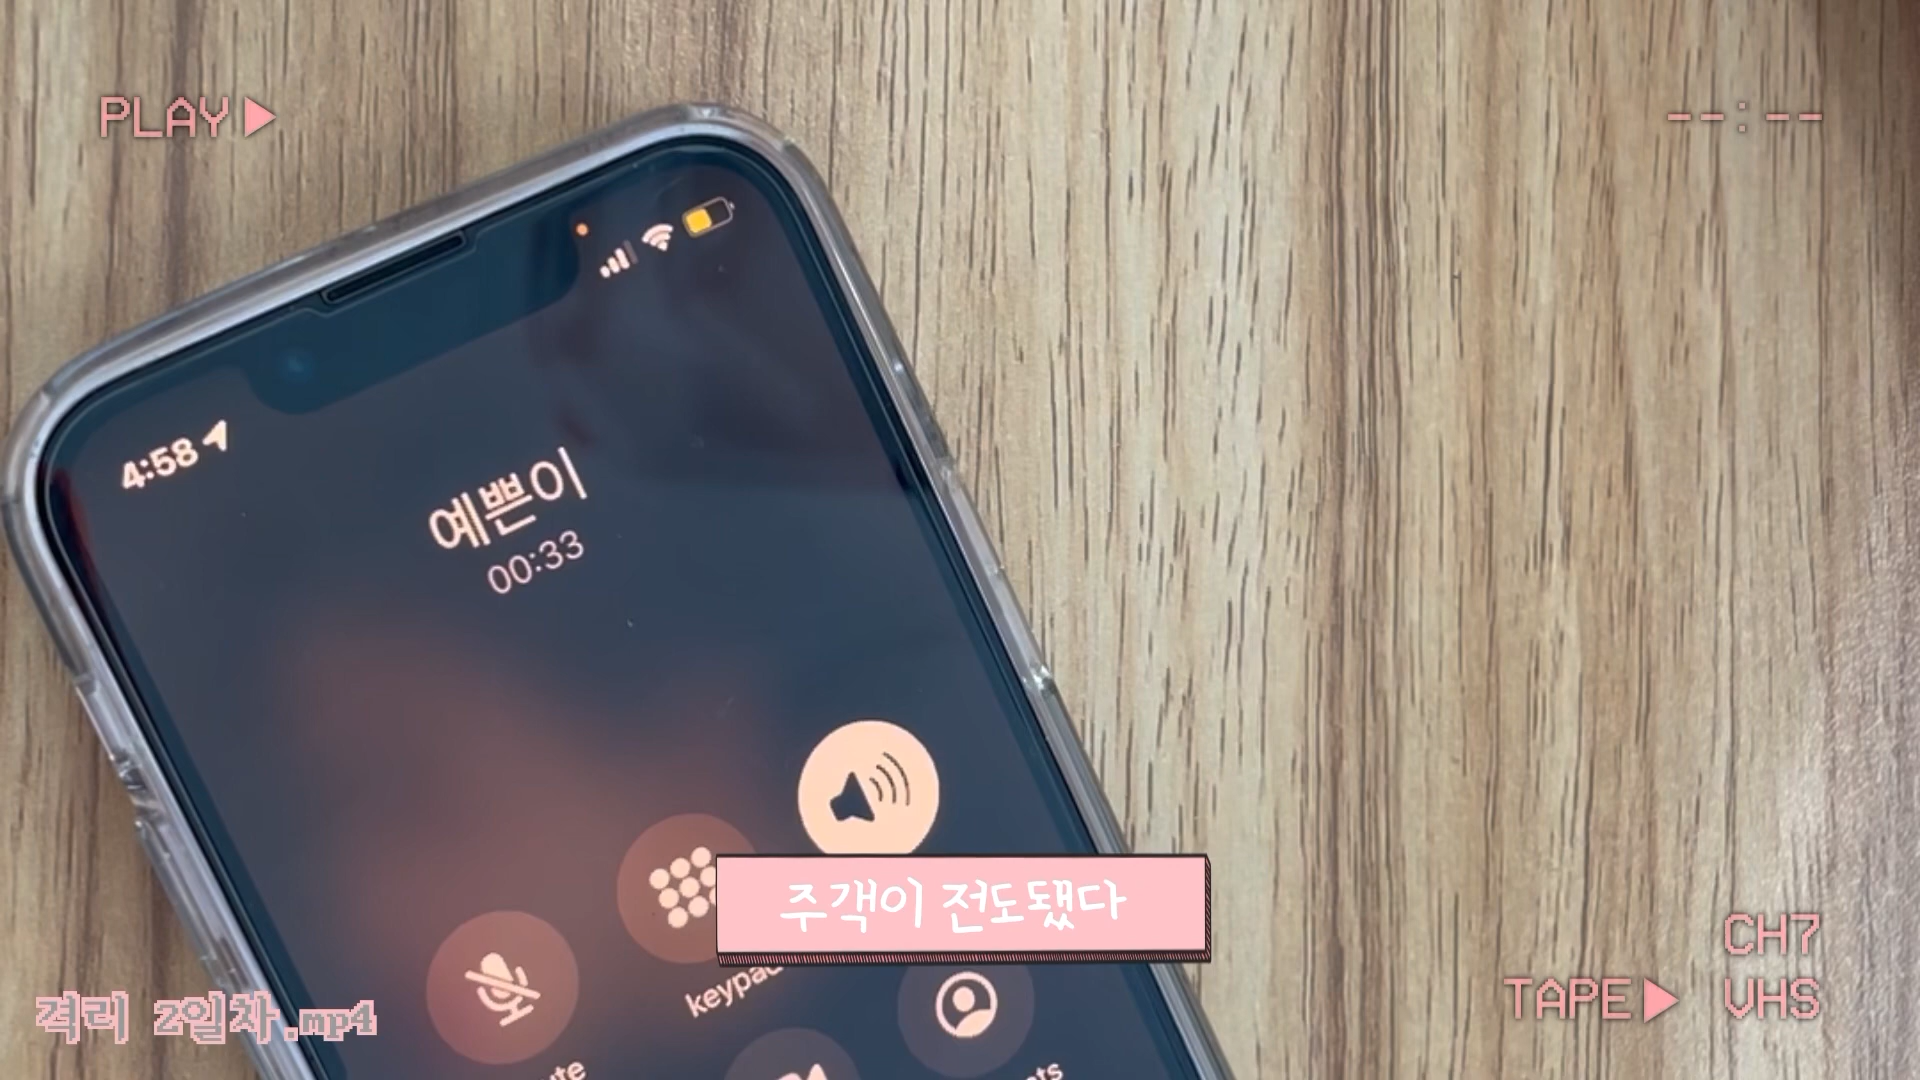 PLAY
--:--
4:58
예쁜이
00:33
주객이 전도됐다
keypad
CH7
TAPE VHS
격리 2일차.mp4